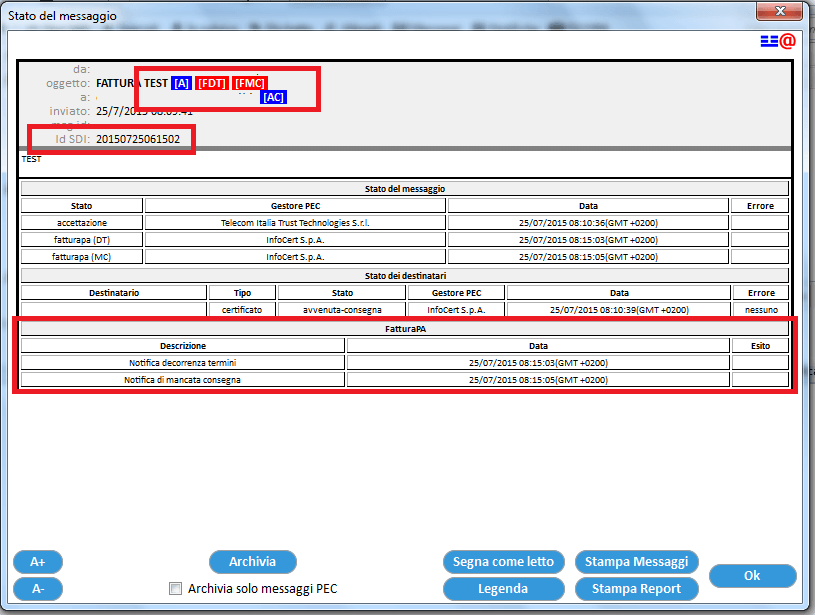 Stato del messaggio
da:
oggetto: FATTURA TEST [A] [FDT] [FMC]
a: [AC]
inviato: 25/7/2015 08:09:41
msg id:
Id SDI: 20150725061502
TEST
Stato del messaggio
Stato Gestore PEC Data Errore
accettazione Telecom Italia Trust Technologies S.r.l. 25/07/2015 08:10:36(GMT +0200)
fatturapa (DT) InfoCert S.p.A. 25/07/2015 08:15:03(GMT +0200)
fatturapa (MC) InfoCert S.p.A. 25/07/2015 08:15:05(GMT +0200)
Stato dei destinatari
Destinatario Tipo Stato Gestore PEC Data Errore
certificato avvenuta-consegna InfoCert S.p.A. 25/07/2015 08:10:39(GMT +0200) nessuno
FatturaPA
Descrizione Data Esito
Notifica decorrenza termini 25/07/2015 08:15:03(GMT +0200)
Notifica di mancata consegna 25/07/2015 08:15:05(GMT +0200)
A+ Archivia Segna come letto Stampa Messaggi Ok
A- Archivia solo messaggi PEC Legenda Stampa Report